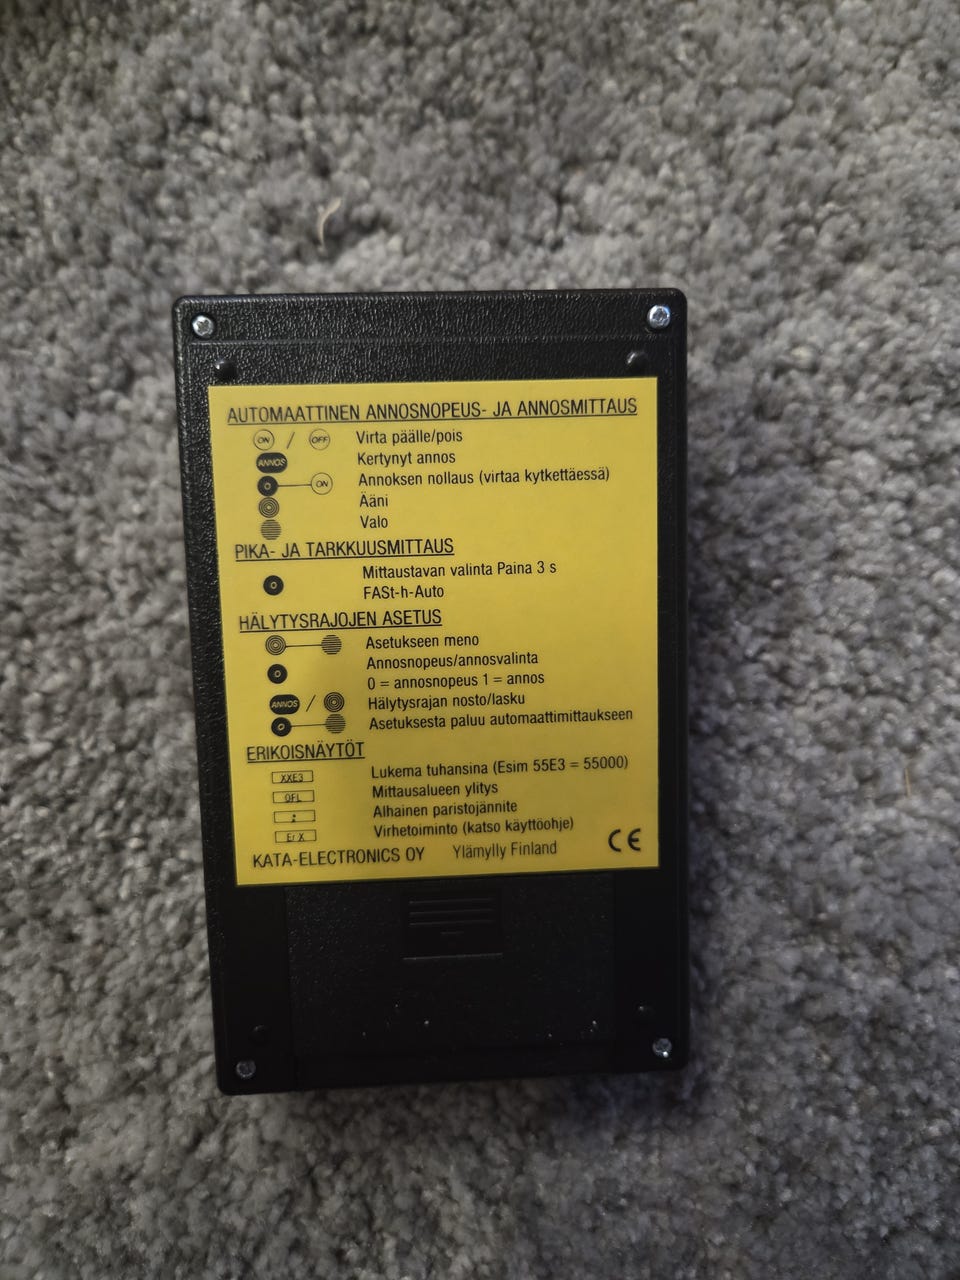 AUTOMAATTINEN ANNOSNOPEUS- JA ANNOSMITTAUS
ON / OFF Virta päälle/pois
ANNOS Kertynyt annos
O ON Annoksen nollaus (virtaa kytkettäessä)
Ääni
Valo
PIKA- JA TARKKUUSMITTAUS
O Mittaustavan valinta Paina 3 s
FASt-h-Auto
HÄLYTYSRAJOJEN ASETUS
Asetukseen meno
O Annosnopeus/annosvalinta
0 = annosnopeus 1 = annos
ANNOS / Hälytysrajan nosto/lasku
O Asetuksesta paluu automaattimittaukseen
ERIKOISNÄYTÖT
XXE3 Lukema tuhansina (Esim 55E3 = 55000)
OFL Mittausalueen ylitys
: Alhainen paristojännite
Er X Virhetoiminto (katso käyttöohje)
KATA-ELECTRONICS OY Ylämylly Finland CE